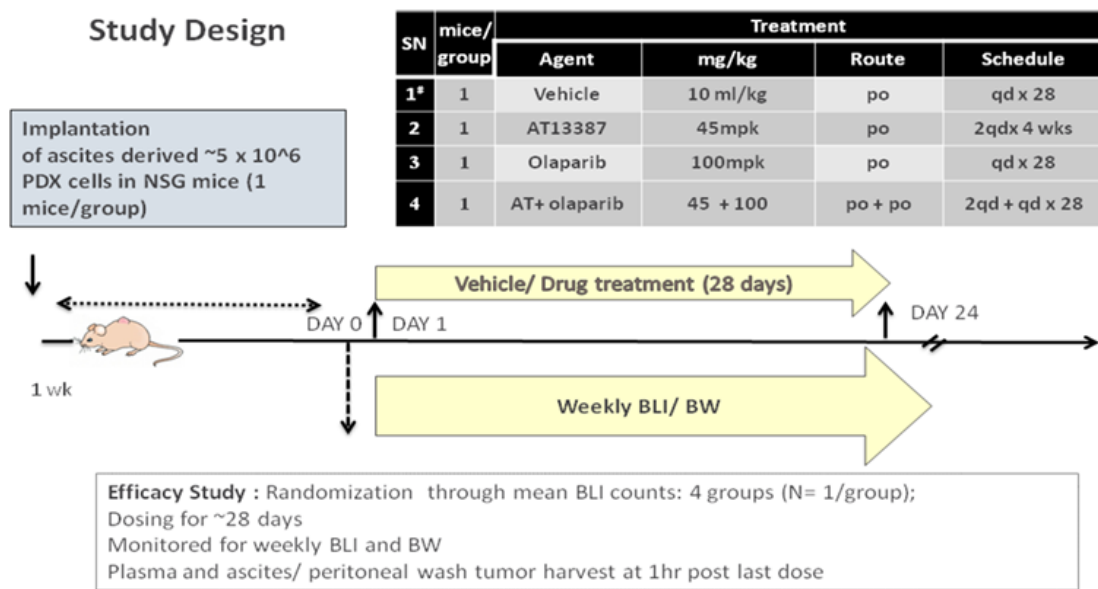 Study Design
SN mice/group Treatment
Agent mg/kg Route Schedule
1# 1 Vehicle 10 ml/kg po qd x 28
2 1 AT13387 45mpk po 2qdx 4 wks
3 1 Olaparib 100mpk po qd x 28
4 1 AT+ olaparib 45 +100 po + po 2qd + qd x 28
Implantation
of ascites derived ~5 x 10^6
PDX cells in NSG mice (1
mice/group)
Vehicle/ Drug treatment (28 days)
DAY 0
DAY 1
DAY 24
1 wk
Weekly BLI/ BW
Efficacy Study : Randomization through mean BLI counts: 4 groups (N= 1/group);
Dosing for ~28 days
Monitored for weekly BLI and BW
Plasma and ascites/ peritoneal wash tumor harvest at 1hr post last dose